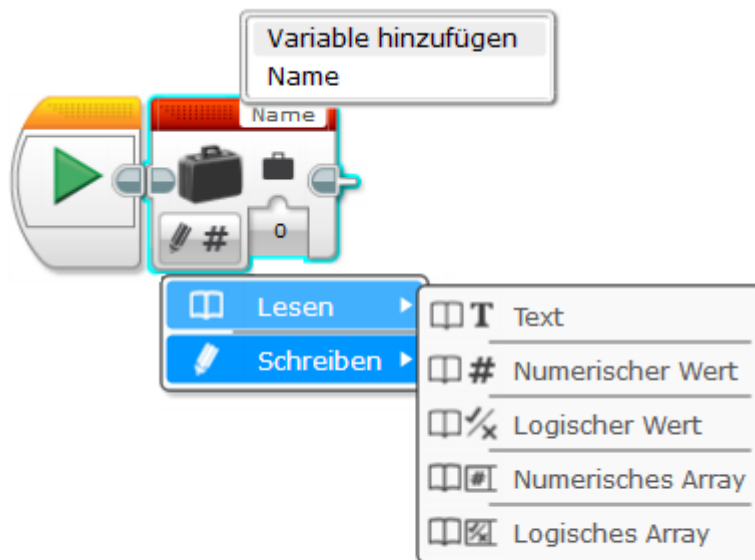 Variable hinzufügen
Name
Name
#
0
Lesen
Schreiben
T Text
# Numerischer Wert
Logischer Wert
# Numerisches Array
Logisches Array